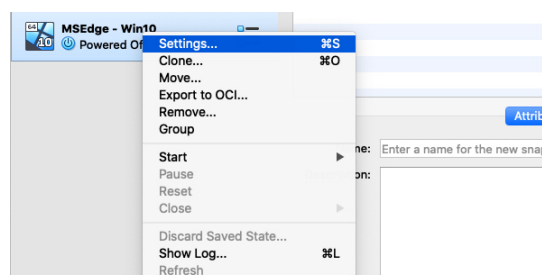 64
MSEdge - Win10
10
Powered Of
Settings... ⌘S
Clone... ⌘O
Move...
Export to OCI...
Remove...
Group
Attrib
Start
me: Enter a name for the new snap
Pause
on:
Reset
Close
Discard Saved State...
Show Log... ⌘L
Refresh